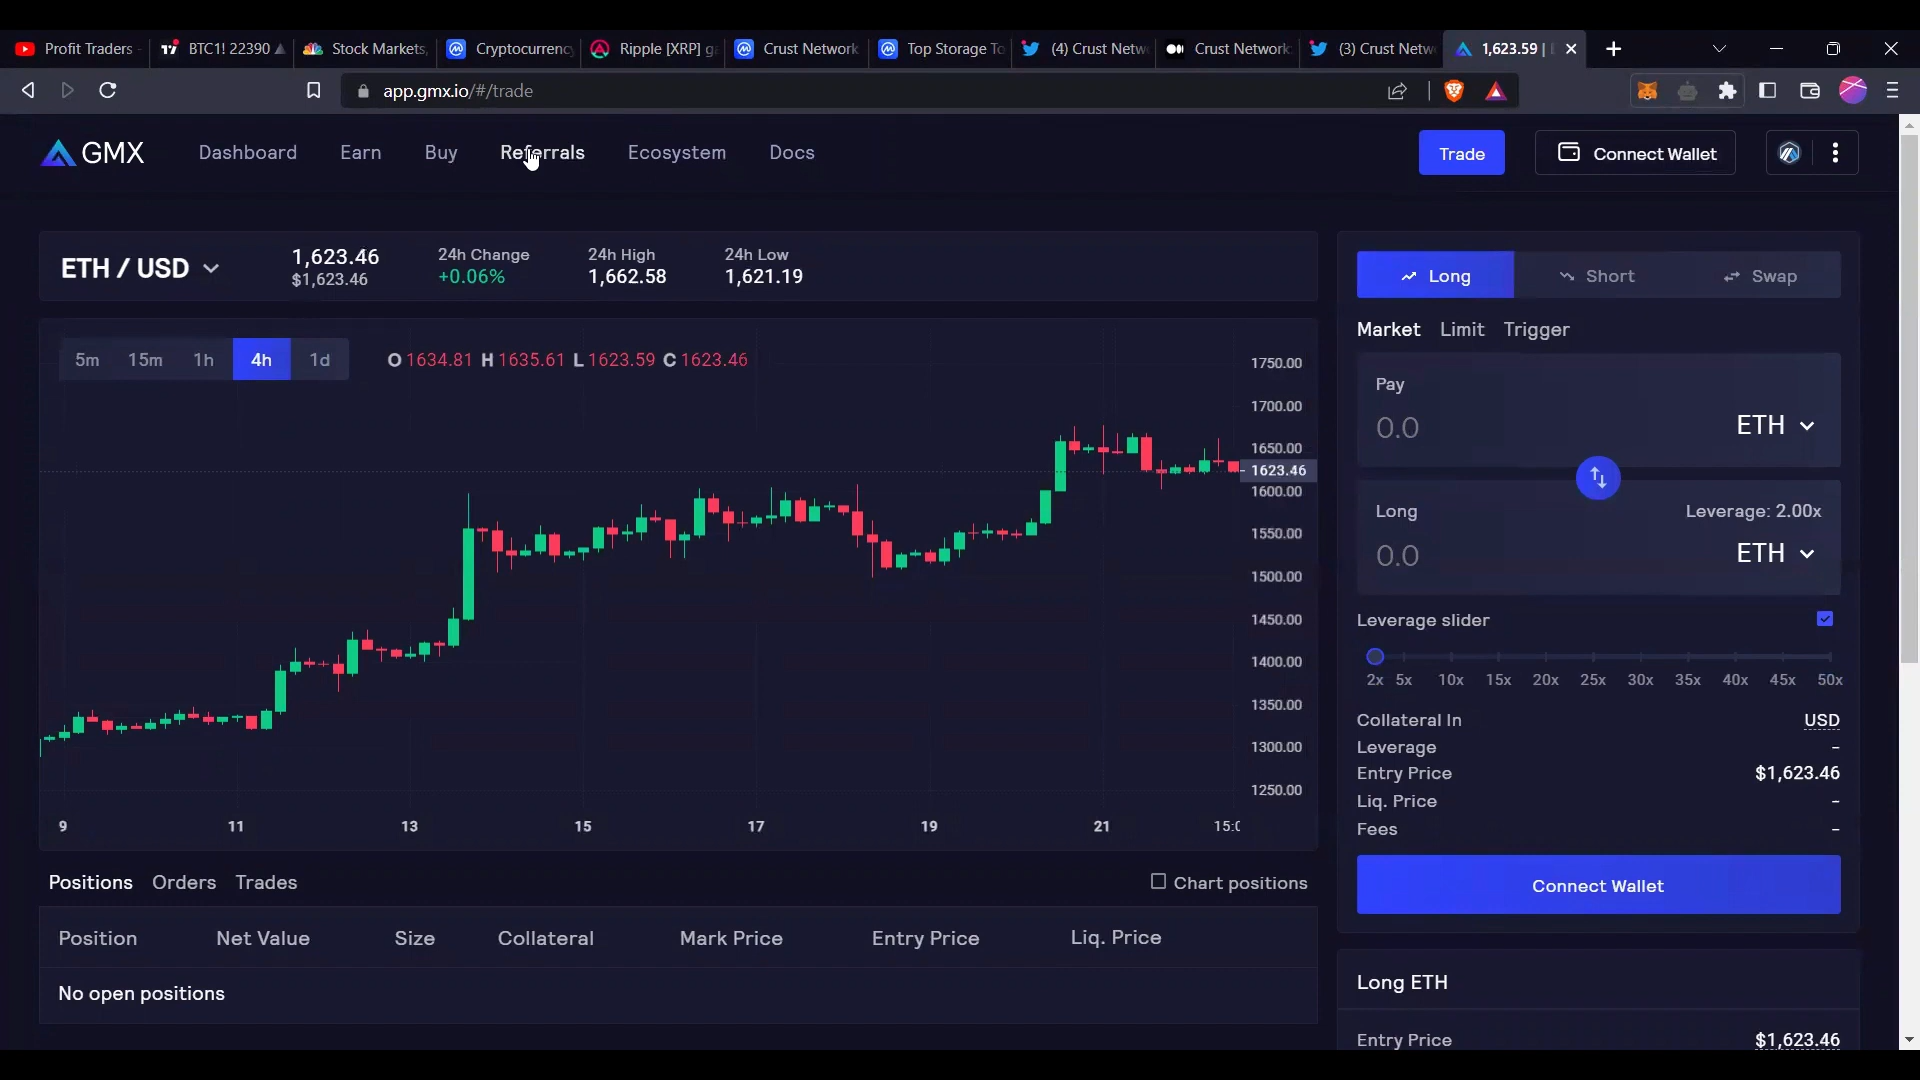 Profit Traders
BTC1! 22390
Stock Markets,
Cryptocurrenc
Ripple [XRP] g
Crust Network
Top Storage To
(4) Crust Netw
Crust Network
(3) Crust Netw
1,623.59 |
app.gmx.io/#/trade
GMX
Dashboard
Earn
Buy
Referrals
Ecosystem
Docs
Trade
Connect Wallet
ETH / USD
1,623.46
$1,623.46
24h Change
+0.06%
24h High
1,662.58
24h Low
1,621.19
5m 15m 1h 4h 1d
O 1634.81 H 1635.61 L 1623.59 C 1623.46
1750.00
1700.00
1650.00
1623.46
1600.00
1550.00
1500.00
1450.00
1400.00
1350.00
1300.00
1250.00
9 11 13 15 17 19 21 15:0
Positions Orders Trades
Chart positions
Position Net Value Size Collateral Mark Price Entry Price Liq. Price
No open positions
Long Short Swap
Market Limit Trigger
Pay
0.0 ETH
Long Leverage: 2.00x
0.0 ETH
Leverage slider
2x 5x 10x 15x 20x 25x 30x 35x 40x 45x 50x
Collateral In USD
Leverage -
Entry Price $1,623.46
Liq. Price -
Fees -
Connect Wallet
Long ETH
Entry Price $1,623.46